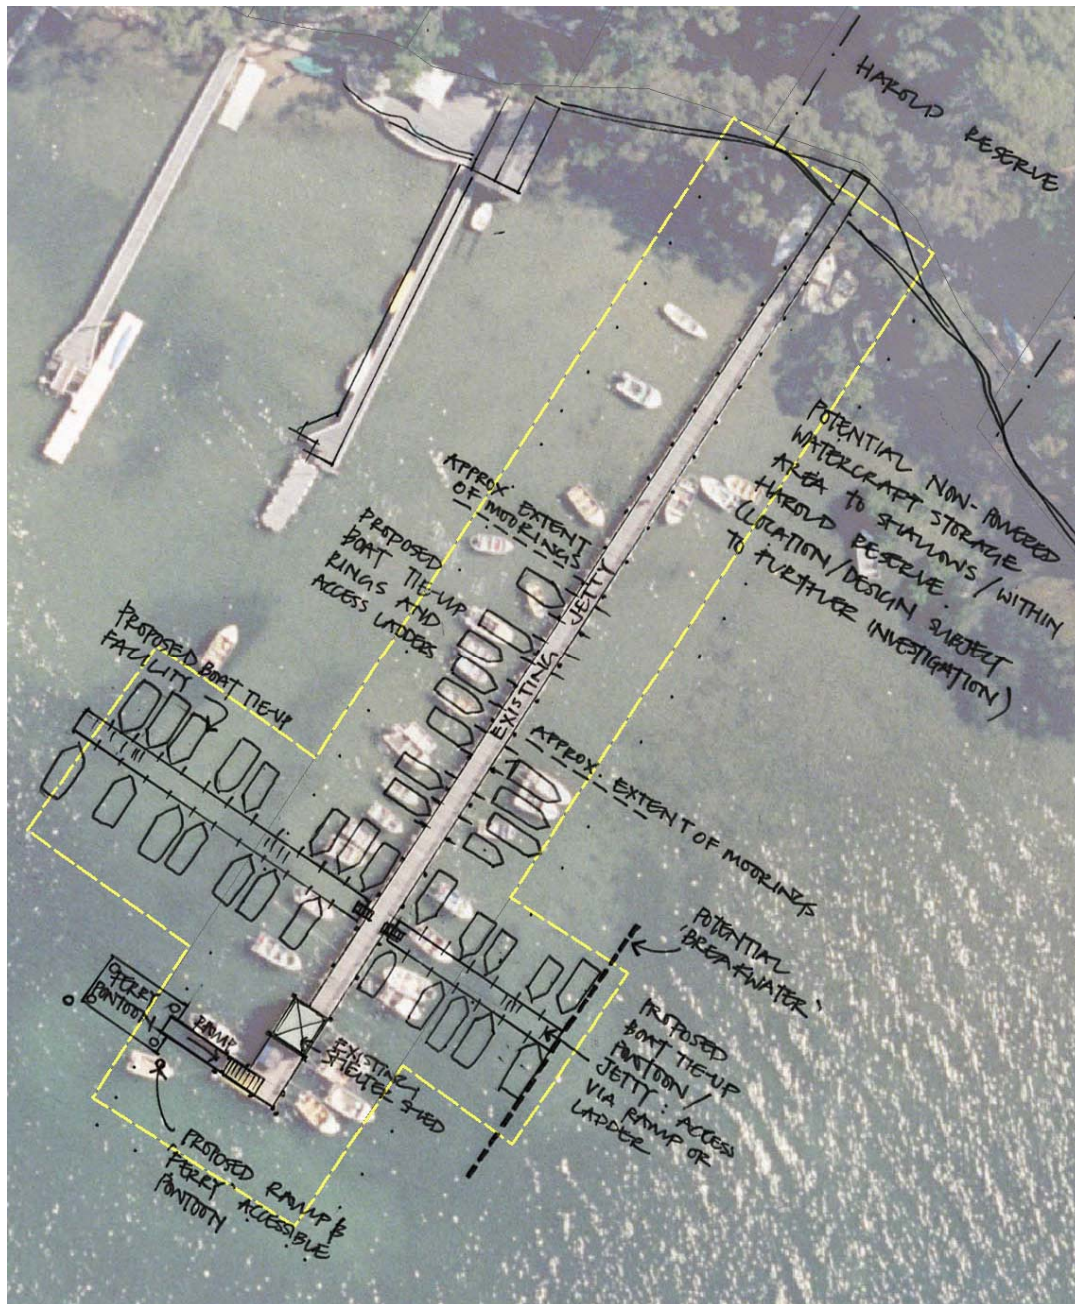 HAROLD RESERVE
POTENTIAL NON-POWERED
WATERCRAFT STORAGE
AREA TO SHALLOWS / WITHIN
HAROLD RESERVE.
(LOCATION/DESIGN SUBJECT
TO FURTHER INVESTIGATION)
APPROX EXTENT
OF MOORINGS
PROPOSED
BOAT TIE-UP
RINGS AND
ACCESS LADDERS
EXISTING JETTY
PROPOSED BOAT TIE-UP
FACILITY
APPROX. EXTENT OF MOORINGS
POTENTIAL
'BREAKWATER'
PROPOSED
BOAT TIE-UP
PONTOON/
JETTY: ACCESS
VIA RAMP OR
LADDER
FERRY
PONTOON
RAMP
EXISTING
SHELTER SHED
PROPOSED RAMP &
FERRY ACCESSIBLE
PONTOON